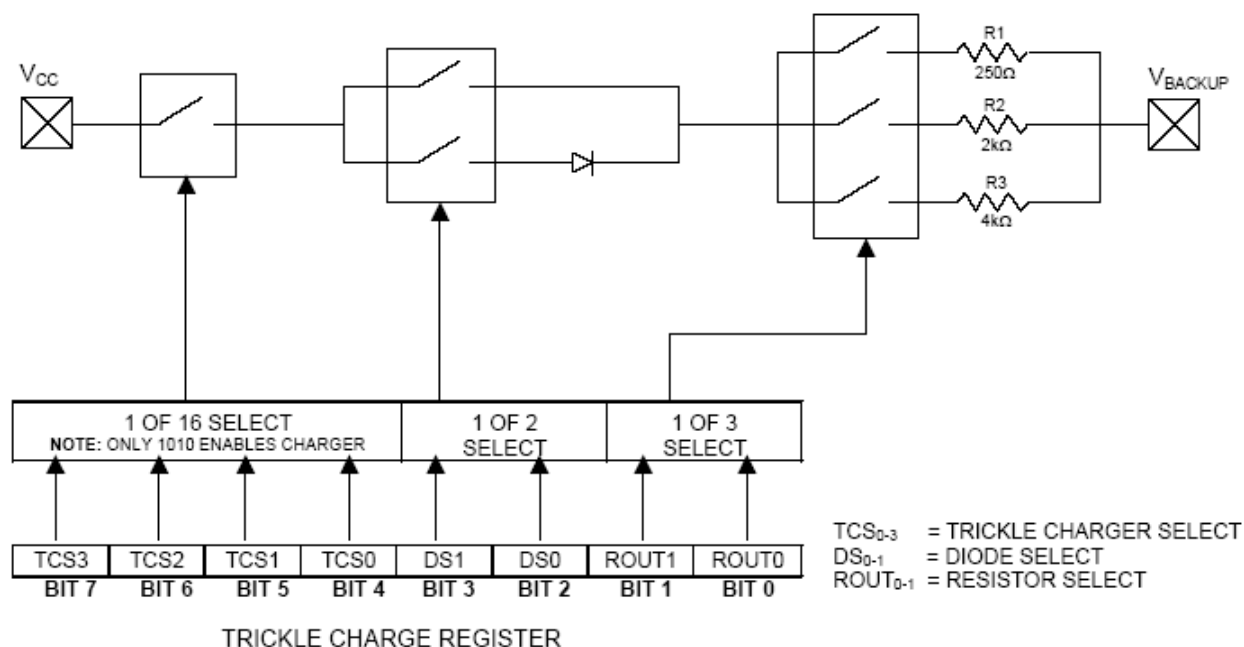 V_CC
R1
250Ω
R2
2kΩ
R3
4kΩ
V_BACKUP
1 OF 16 SELECT
NOTE: ONLY 1010 ENABLES CHARGER
1 OF 2
SELECT
1 OF 3
SELECT
TCS3 TCS2 TCS1 TCS0 DS1 DS0 ROUT1 ROUT0
BIT 7 BIT 6 BIT 5 BIT 4 BIT 3 BIT 2 BIT 1 BIT 0
TCS0-3 = TRICKLE CHARGER SELECT
DS0-1 = DIODE SELECT
ROUT0-1 = RESISTOR SELECT
TRICKLE CHARGE REGISTER